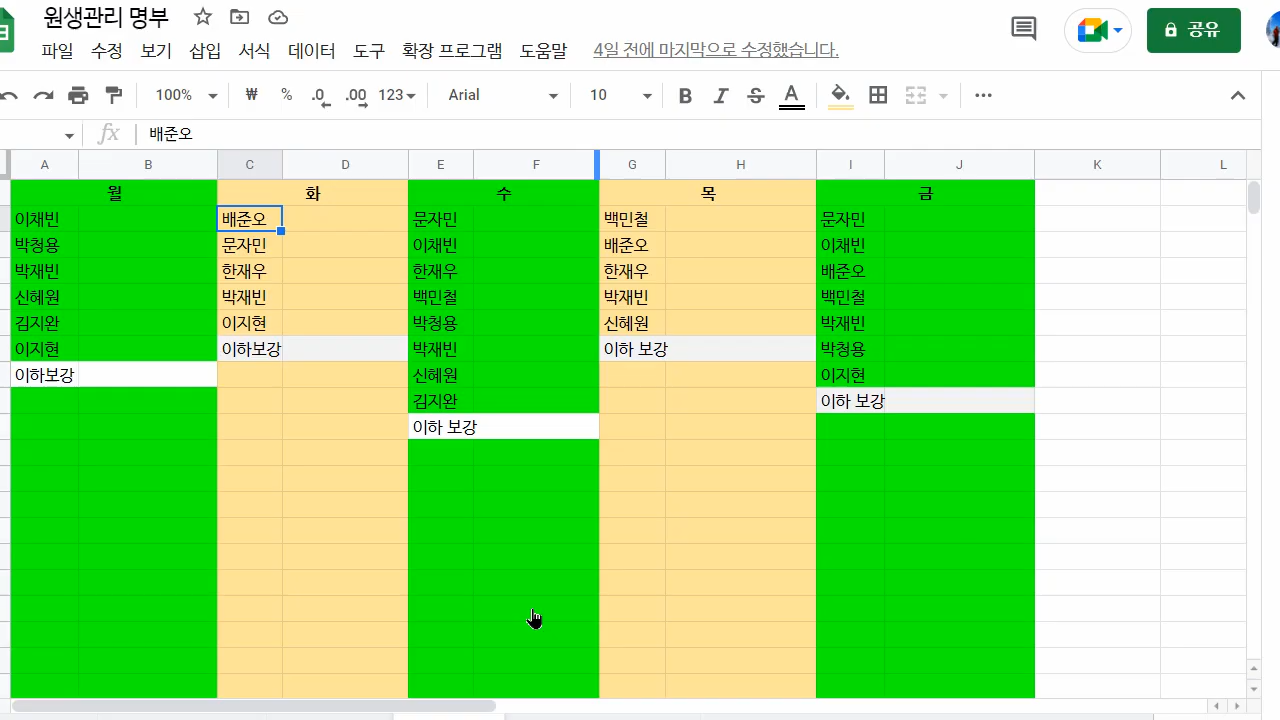 원생관리 명부
파일 수정 보기 삽입 서식 데이터 도구 확장 프로그램 도움말 4일 전에 마지막으로 수정했습니다. 공유
100% ₩ % .0 .00 123 Arial 10 B I S A
fx 배준오
A B C D E F G H I J K L
월 화 수 목 금
이채빈 배준오 문자민 백민철 문자민
박청용 문자민 이채빈 배준오 이채빈
박재빈 한재우 한재우 한재우 배준오
신혜원 박재빈 백민철 박재빈 백민철
김지완 이지현 박청용 신혜원 박재빈
이지현 이하보강 박재빈 이하 보강 박청용
이하보강 신혜원 이지현
김지완 이하 보강
이하 보강